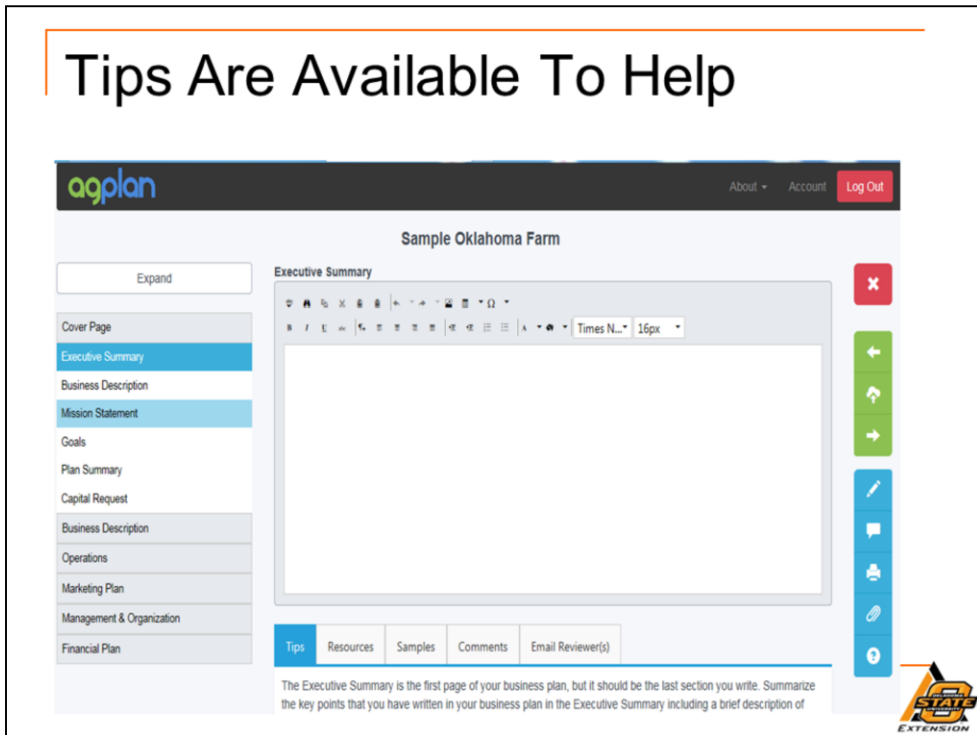 Tips Are Available To Help
agplan
About
Account
Log Out
Sample Oklahoma Farm
Expand
Executive Summary
Times N...
16px
Cover Page
Executive Summary
Business Description
Mission Statement
Goals
Plan Summary
Capital Request
Business Description
Operations
Marketing Plan
Management & Organization
Financial Plan
Tips
Resources
Samples
Comments
Email Reviewer(s)
The Executive Summary is the first page of your business plan, but it should be the last section you write. Summarize
the key points that you have written in your business plan in the Executive Summary including a brief description of
OKLAHOMA
STATE
UNIVERSITY
EXTENSION